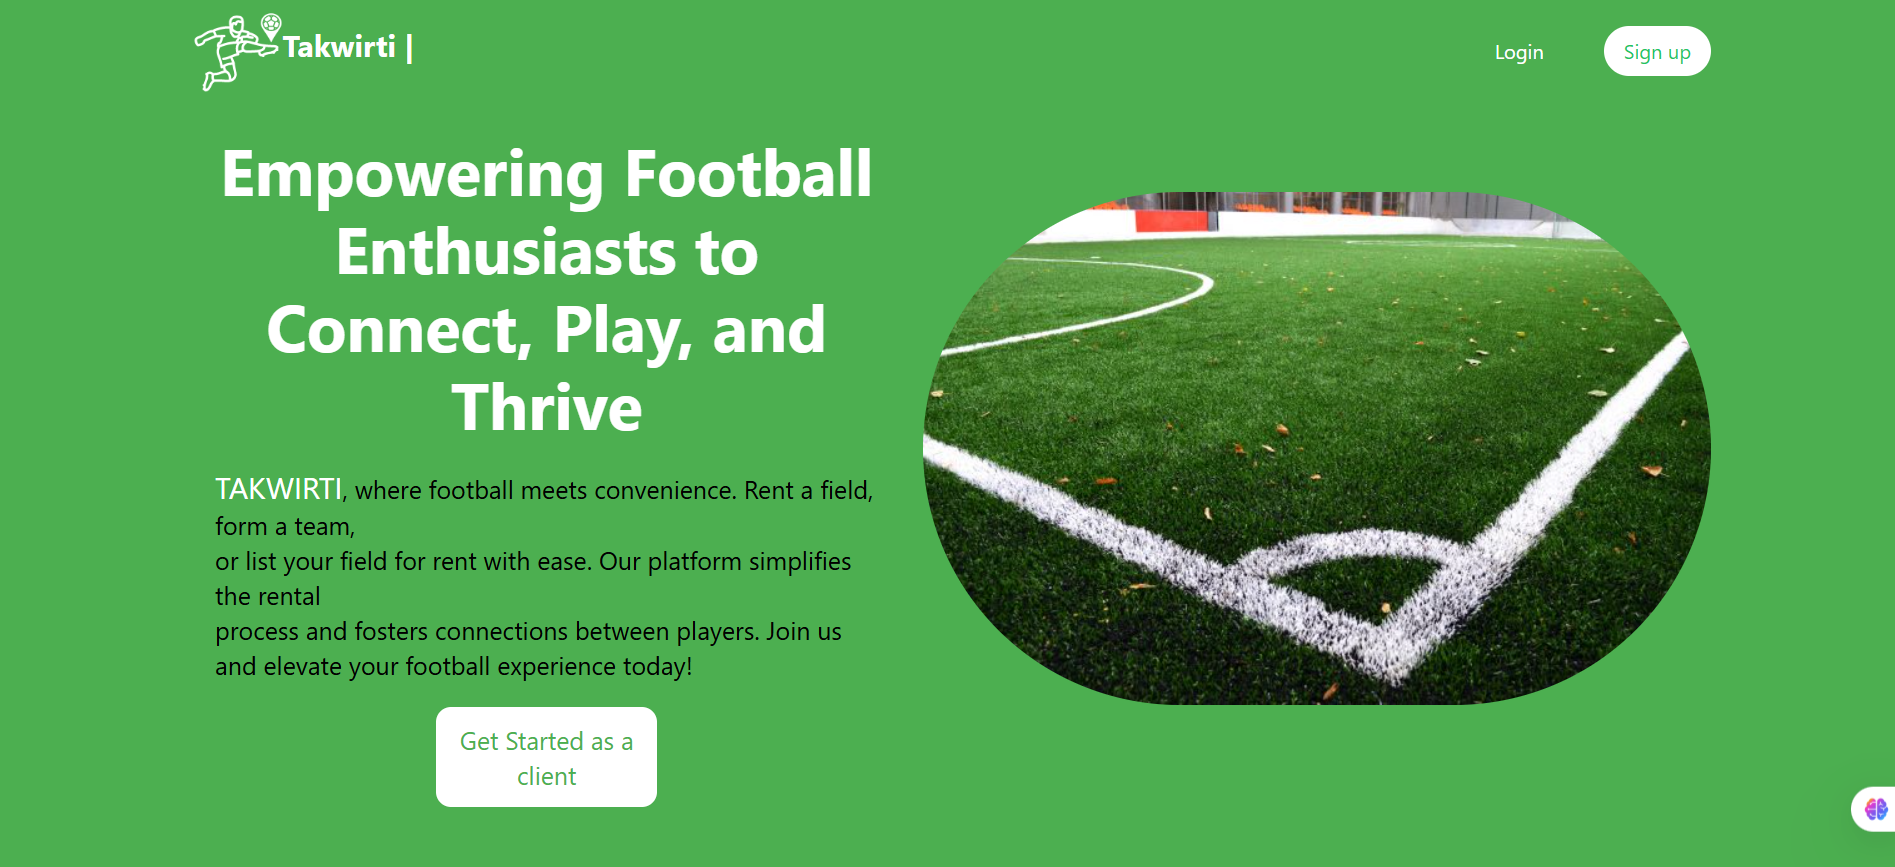 Takwirti |
Login
Sign up
Empowering Football
Enthusiasts to
Connect, Play, and
Thrive
TAKWIRTI, where football meets convenience. Rent a field,
form a team,
or list your field for rent with ease. Our platform simplifies
the rental
process and fosters connections between players. Join us
and elevate your football experience today!
Get Started as a
client